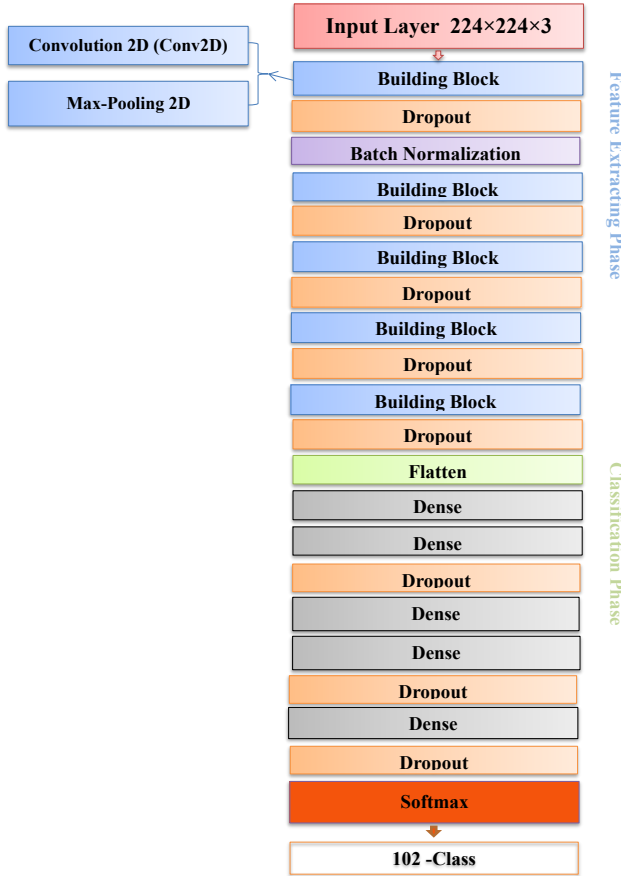 Input Layer 224×224×3
Convolution 2D (Conv2D)
Max-Pooling 2D
Building Block
Dropout
Batch Normalization
Building Block
Dropout
Building Block
Dropout
Building Block
Dropout
Building Block
Dropout
Feature Extracting Phase
Flatten
Dense
Dense
Dropout
Dense
Dense
Dropout
Dense
Dropout
Softmax
102 -Class
Classification Phase